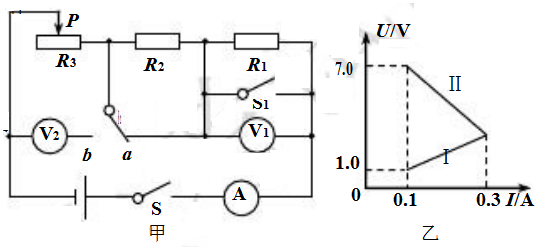 P
R3 R2 R1
S1
V2 V1
b a
S A
甲
U/V
7.0
II
I
1.0
0 0.1 0.3 I/A
乙